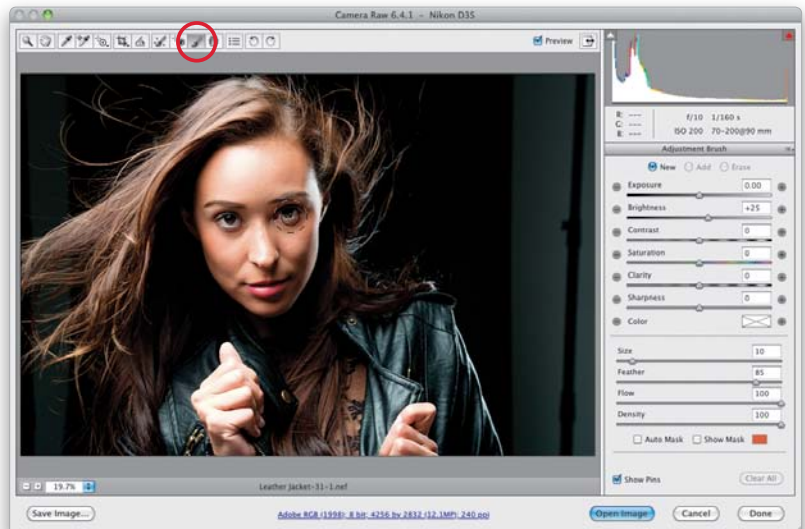 Camera Raw 6.4.1 – Nikon D3S
Preview
R: ---
G: ---
B: ---
f/10 1/160 s
ISO 200 70–200@90 mm
Adjustment Brush
New Add Erase
Exposure 0.00
Brightness +25
Contrast 0
Saturation 0
Clarity 0
Sharpness 0
Color
Size 10
Feather 85
Flow 100
Density 100
Auto Mask Show Mask
Show Pins Clear All
19.7% Leather Jacket-31-1.nef
Save Image... Adobe RGB (1998); 8 bit; 4256 by 2832 (12.1MP); 240 ppi Open Image Cancel Done